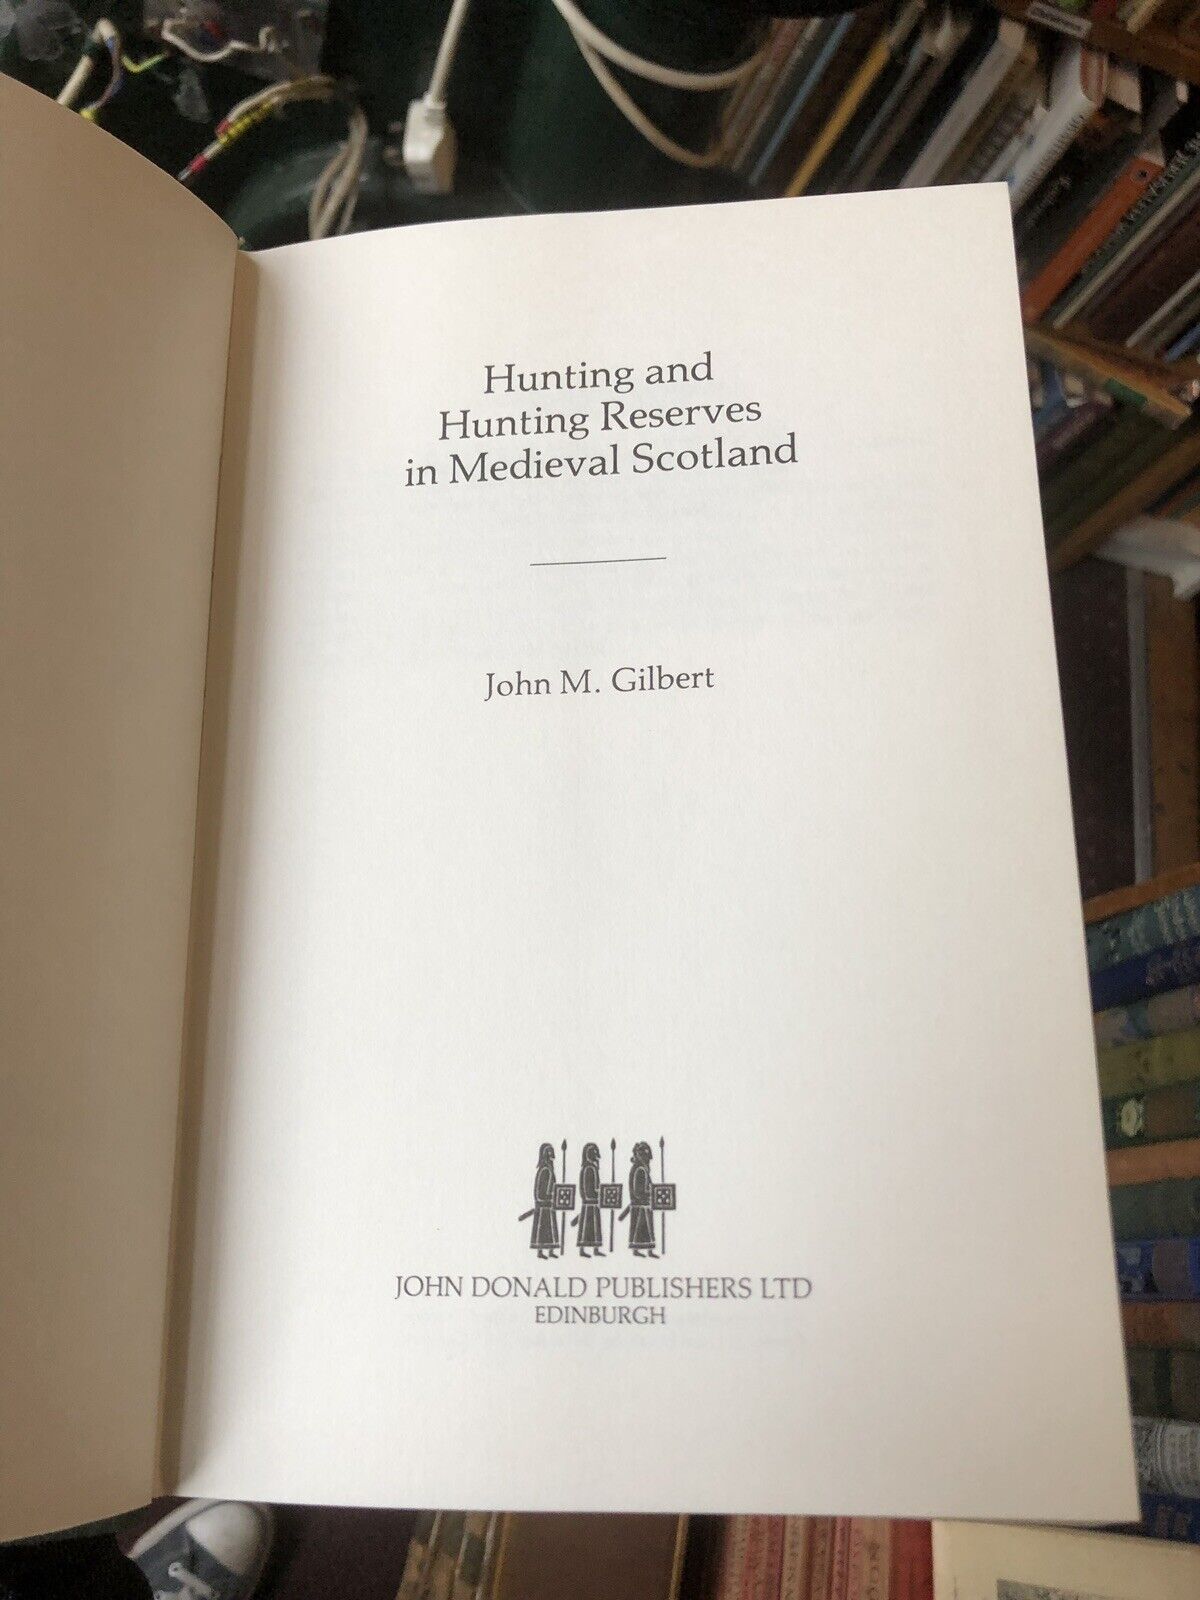 Hunting and
Hunting Reserves
in Medieval Scotland
John M. Gilbert
JOHN DONALD PUBLISHERS LTD
EDINBURGH